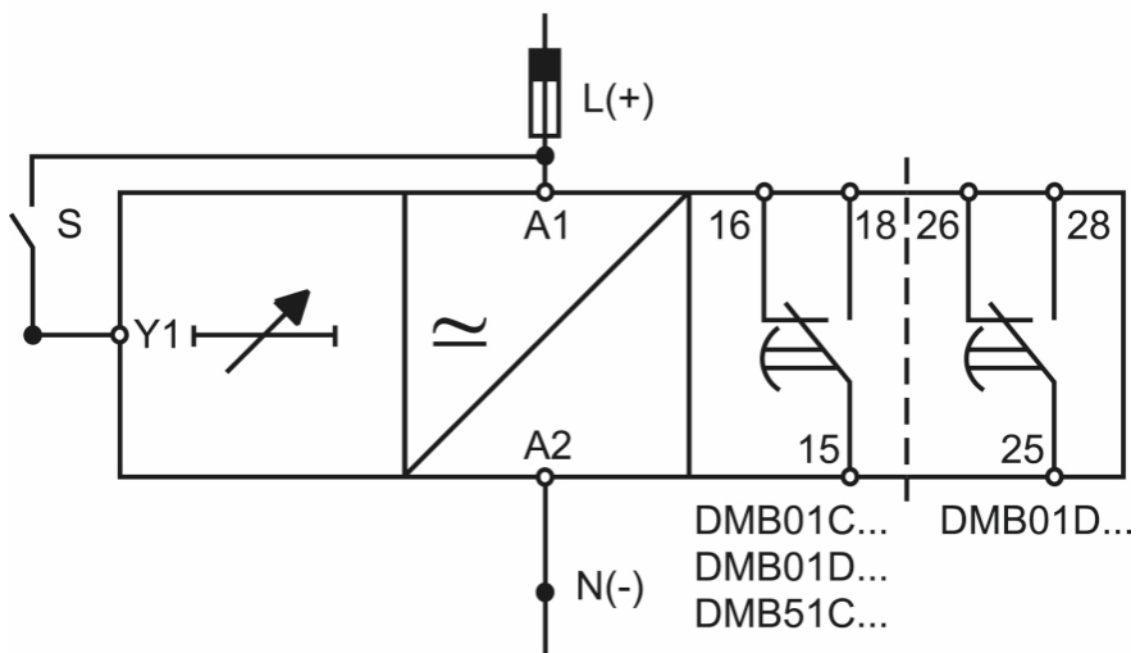 L(+)
S
A1
16
18
26
28
Y1
≃
A2
15
25
DMB01C...
DMB01D...
DMB51C...
DMB01D...
N(-)